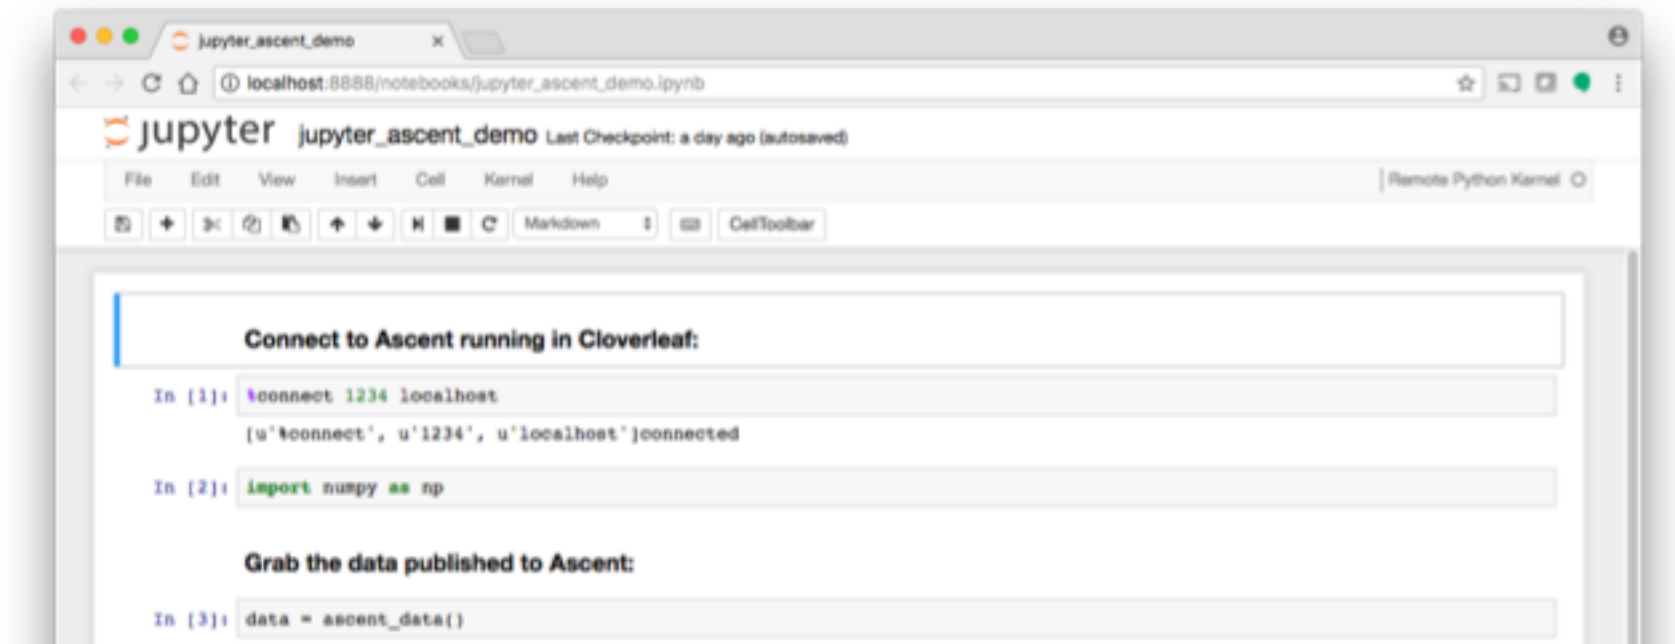 jupyter_ascent_demo
localhost:8888/notebooks/jupyter_ascent_demo.ipynb
jupyter jupyter_ascent_demo Last Checkpoint: a day ago (autosaved)
File Edit View Insert Cell Kernel Help Remote Python Kernel
Markdown CellToolbar
Connect to Ascent running in Cloverleaf:
In [1]: %connect 1234 localhost
[u'%connect', u'1234', u'localhost']connected
In [2]: import numpy as np
Grab the data published to Ascent:
In [3]: data = ascent_data()